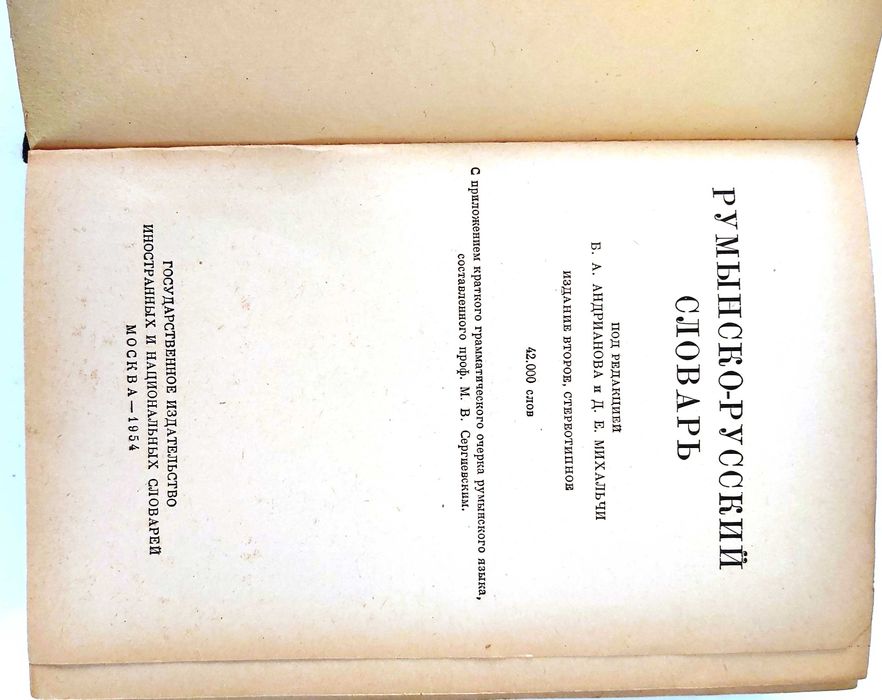 РУМЫНСКО-РУССКИЙ
СЛОВАРЬ
ПОД РЕДАКЦИЕЙ
Б. А. АНДРИАНОВА и Д. Е. МИХАЛЬЧИ
ИЗДАНИЕ ВТОРОЕ, СТЕРЕОТИПНОЕ
42.000 слов
С приложением краткого грамматического очерка румынского языка,
составленного проф. М. В. Сергиевским.
ГОСУДАРСТВЕННОЕ ИЗДАТЕЛЬСТВО
ИНОСТРАННЫХ И НАЦИОНАЛЬНЫХ СЛОВАРЕЙ
МОСКВА — 1954